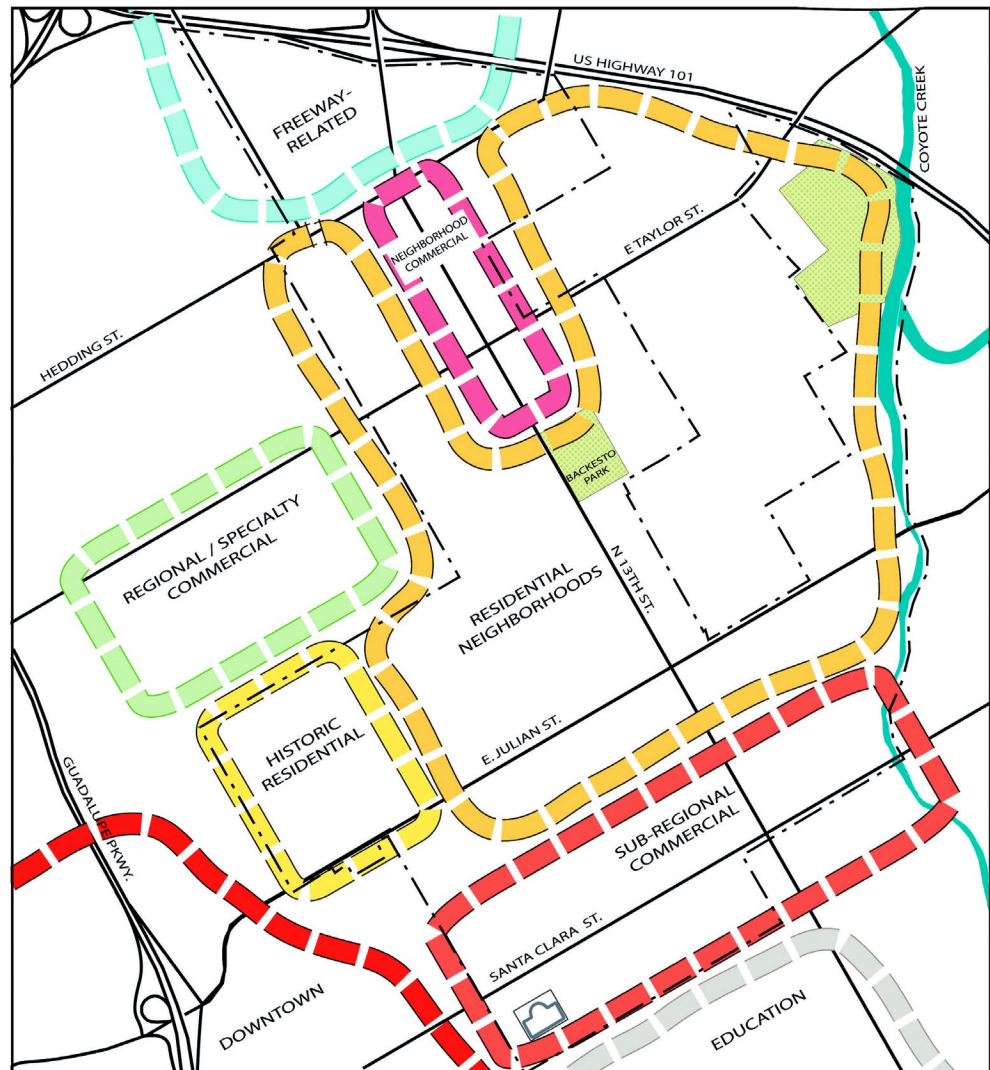 US HIGHWAY 101
COYOTE CREEK
FREEWAY-
RELATED
NEIGHBORHOOD
COMMERCIAL
E TAYLOR ST.
HEDDING ST.
BACKESTO
PARK
REGIONAL / SPECIALTY
COMMERCIAL
RESIDENTIAL
NEIGHBORHOODS
N 13TH ST.
HISTORIC
RESIDENTIAL
E. JULIAN ST.
GUADALUPE PKWY.
SUB-REGIONAL
COMMERCIAL
SANTA CLARA ST.
DOWNTOWN
EDUCATION